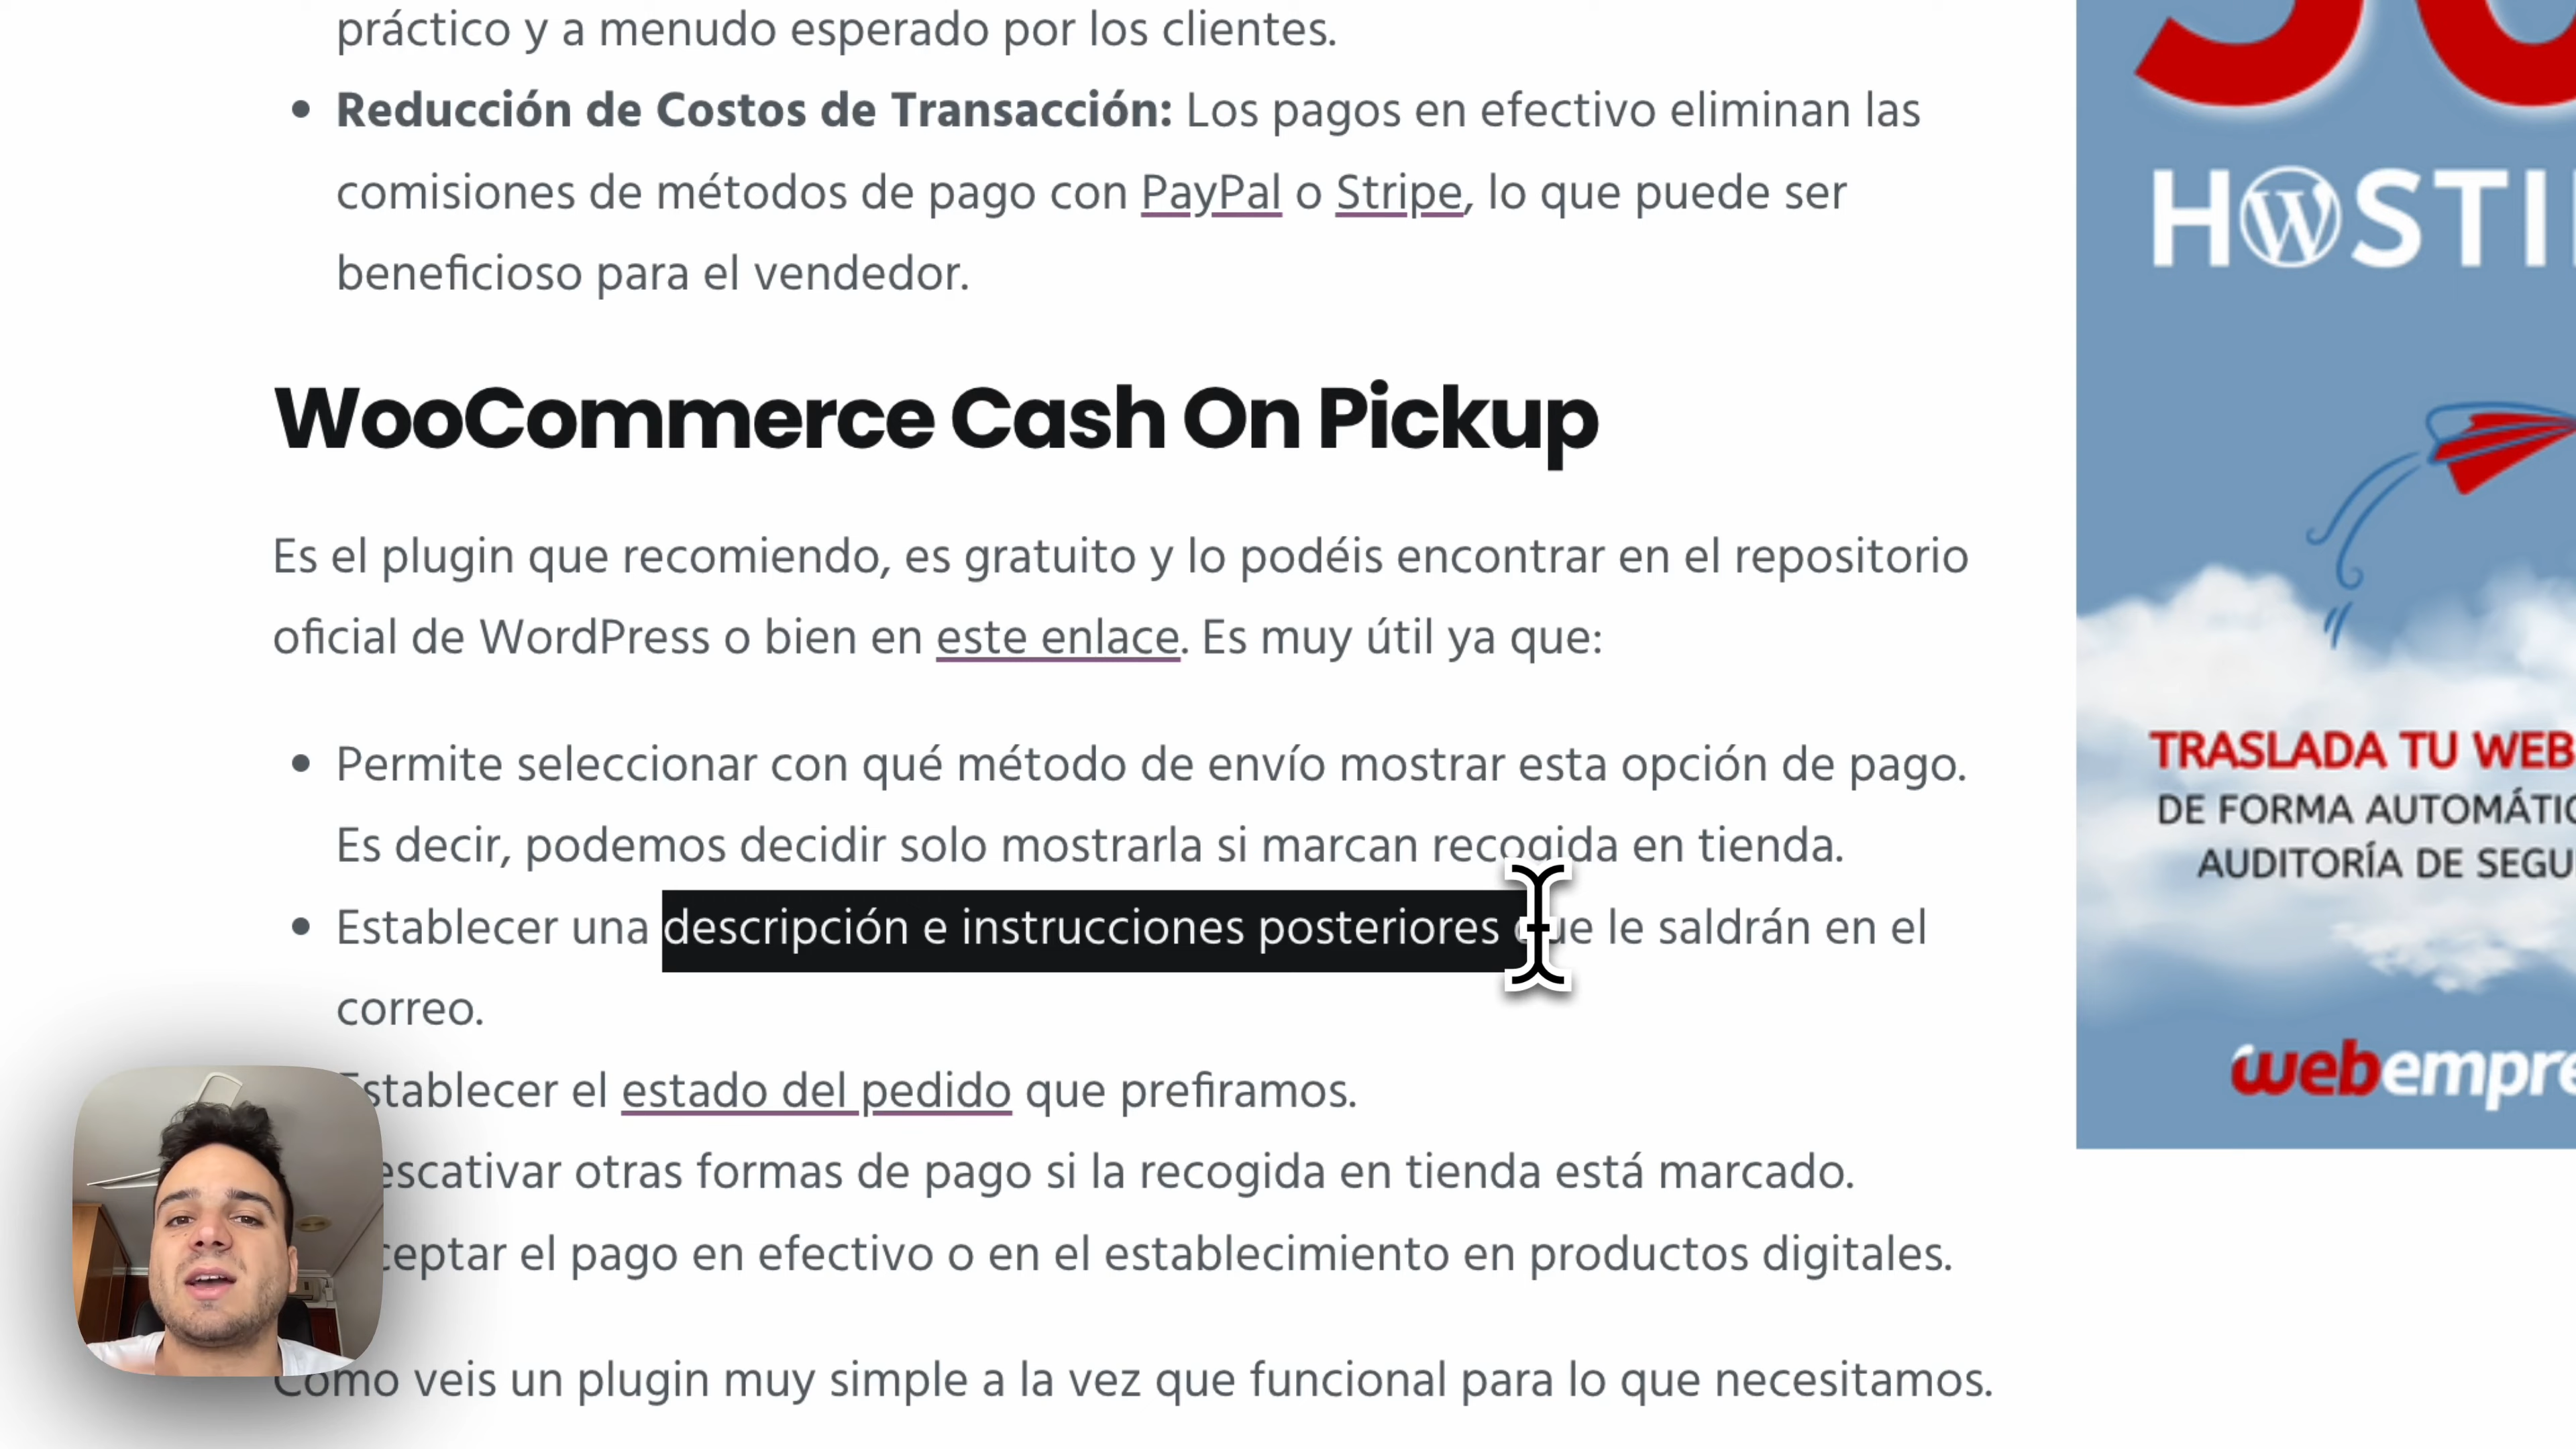 práctico y a menudo esperado por los clientes.
Reducción de Costos de Transacción: Los pagos en efectivo eliminan las
comisiones de métodos de pago con PayPal o Stripe, lo que puede ser
beneficioso para el vendedor.
WooCommerce Cash On Pickup
Es el plugin que recomiendo, es gratuito y lo podéis encontrar en el repositorio
oficial de WordPress o bien en este enlace. Es muy útil ya que:
Permite seleccionar con qué método de envío mostrar esta opción de pago.
Es decir, podemos decidir solo mostrarla si marcan recogida en tienda.
Establecer una descripción e instrucciones posteriores que le saldrán en el
correo.
Establecer el estado del pedido que prefiramos.
escativar otras formas de pago si la recogida en tienda está marcado.
ceptar el pago en efectivo o en el establecimiento en productos digitales.
Como veis un plugin muy simple a la vez que funcional para lo que necesitamos.
HOSTI
TRASLADA TU WEB
DE FORMA AUTOMÁTIC
AUDITORÍA DE SEGU
webempre